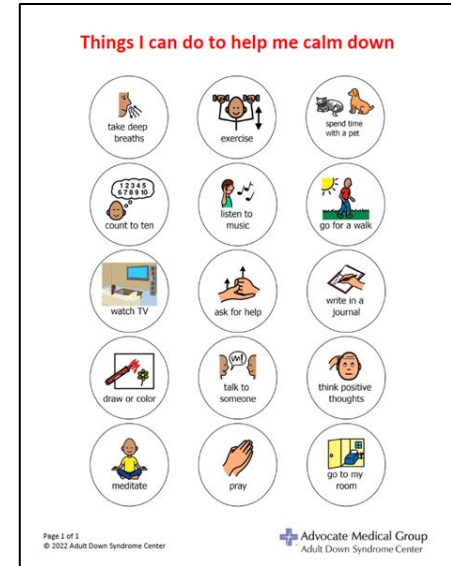 Things I can do to help me calm down
take deep
breaths
exercise
spend time
with a pet
1 2 3 4 5
6 7 8 9 10
count to ten
listen to
music
go for a walk
watch TV
ask for help
write in a
journal
draw or color
m!
talk to
someone
think positive
thoughts
meditate
pray
go to my
room
Page 1 of 1
© 2022 Adult Down Syndrome Center
Advocate Medical Group
Adult Down Syndrome Center